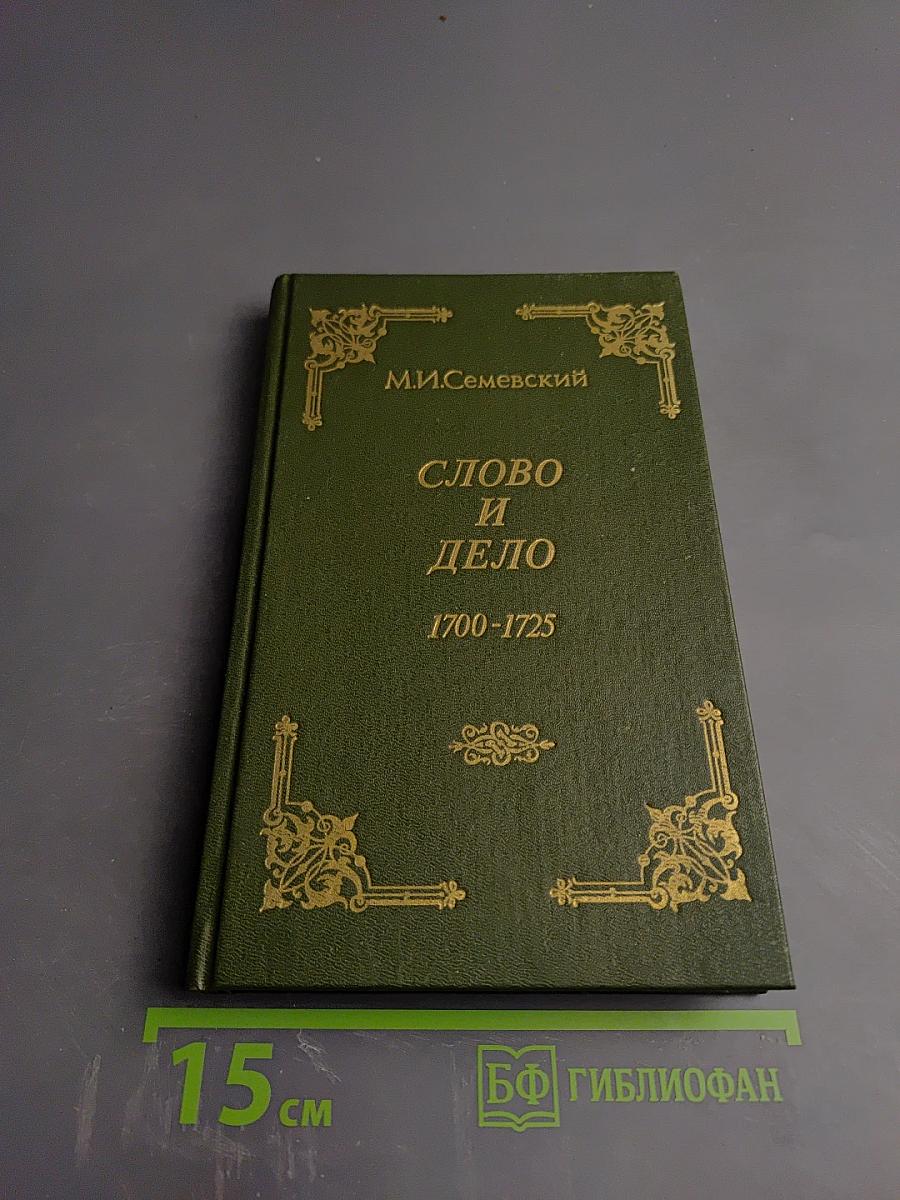 М.И.Семевский
СЛОВО
И
ДЕЛО
1700-1725
15 см
БФ ГИБЛИОФАН